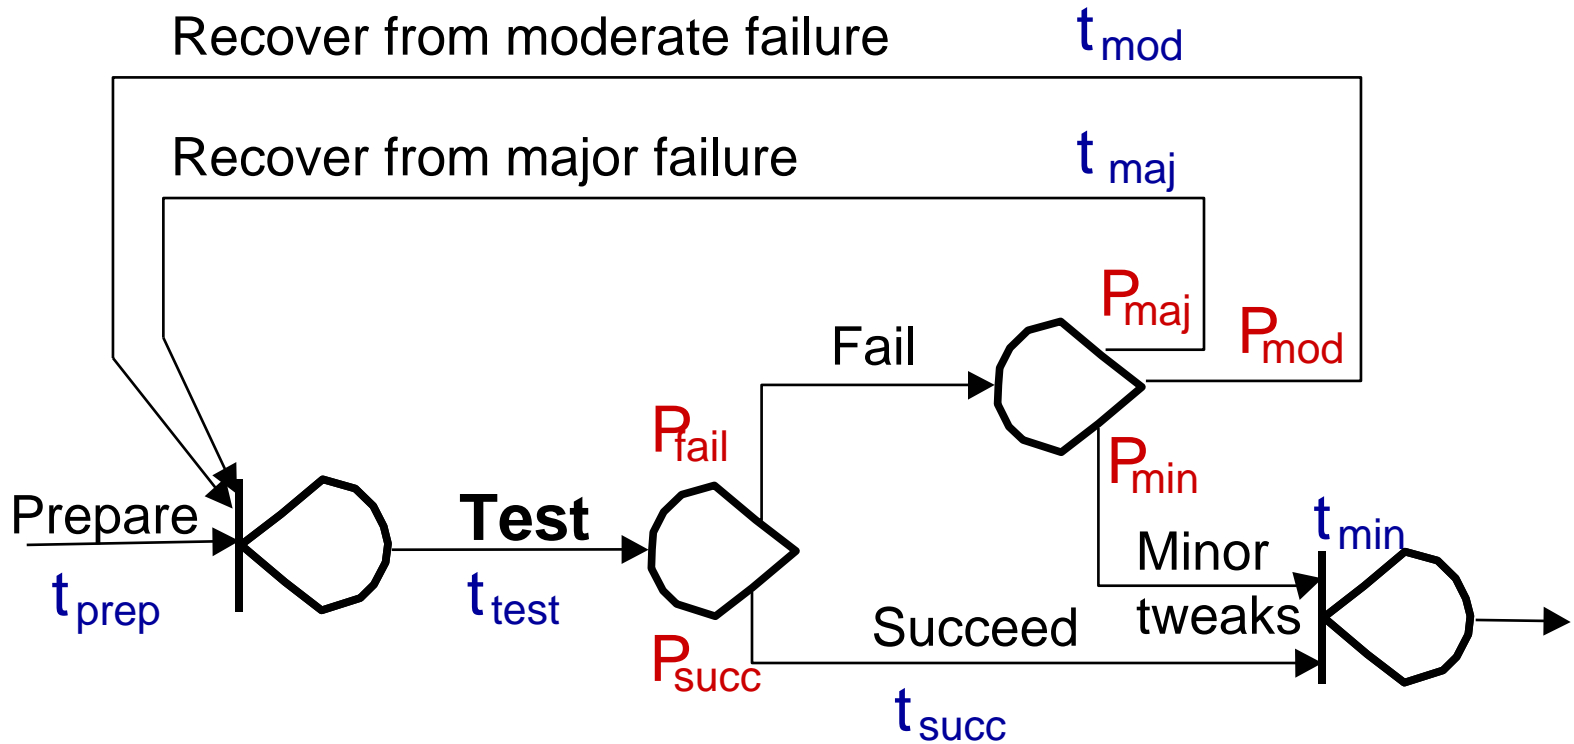 Recover from moderate failure t mod
Recover from major failure t maj
P maj
P mod
Fail
P fail
P min
Prepare
Test
t min
Minor
t prep
t test
tweaks
Succeed
P succ
t succ